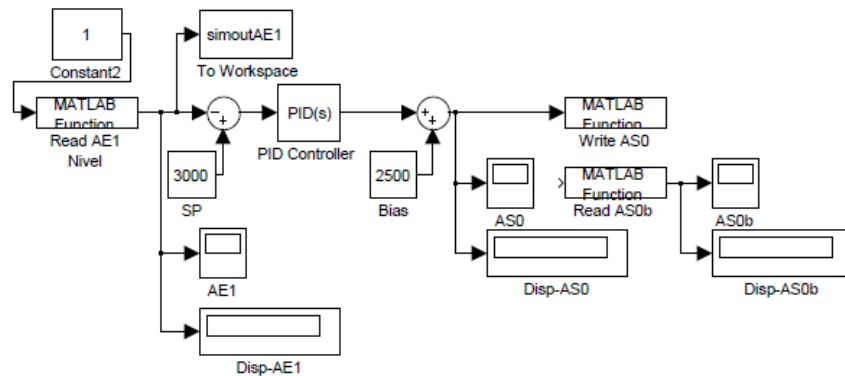 1
Constant2
simoutAE1
To Workspace
MATLAB
Function
Read AE1
Nivel
PID(s)
PID Controller
3000
SP
2500
Bias
MATLAB
Function
Write AS0
MATLAB
Function
Read AS0b
AS0
AS0b
Disp-AS0
Disp-AS0b
AE1
Disp-AE1